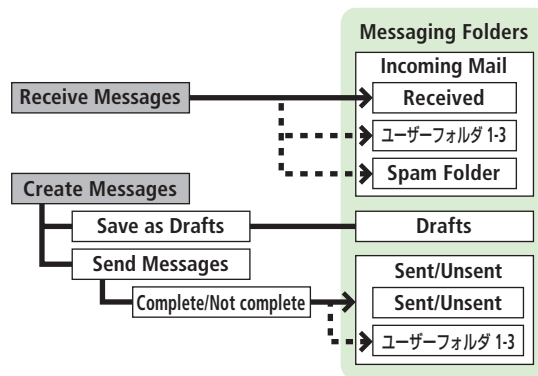 Messaging Folders
Incoming Mail
Receive Messages
Received
ユーザーフォルダ 1-3
Spam Folder
Create Messages
Save as Drafts
Drafts
Send Messages
Sent/Unsent
Complete/Not complete
Sent/Unsent
ユーザーフォルダ 1-3